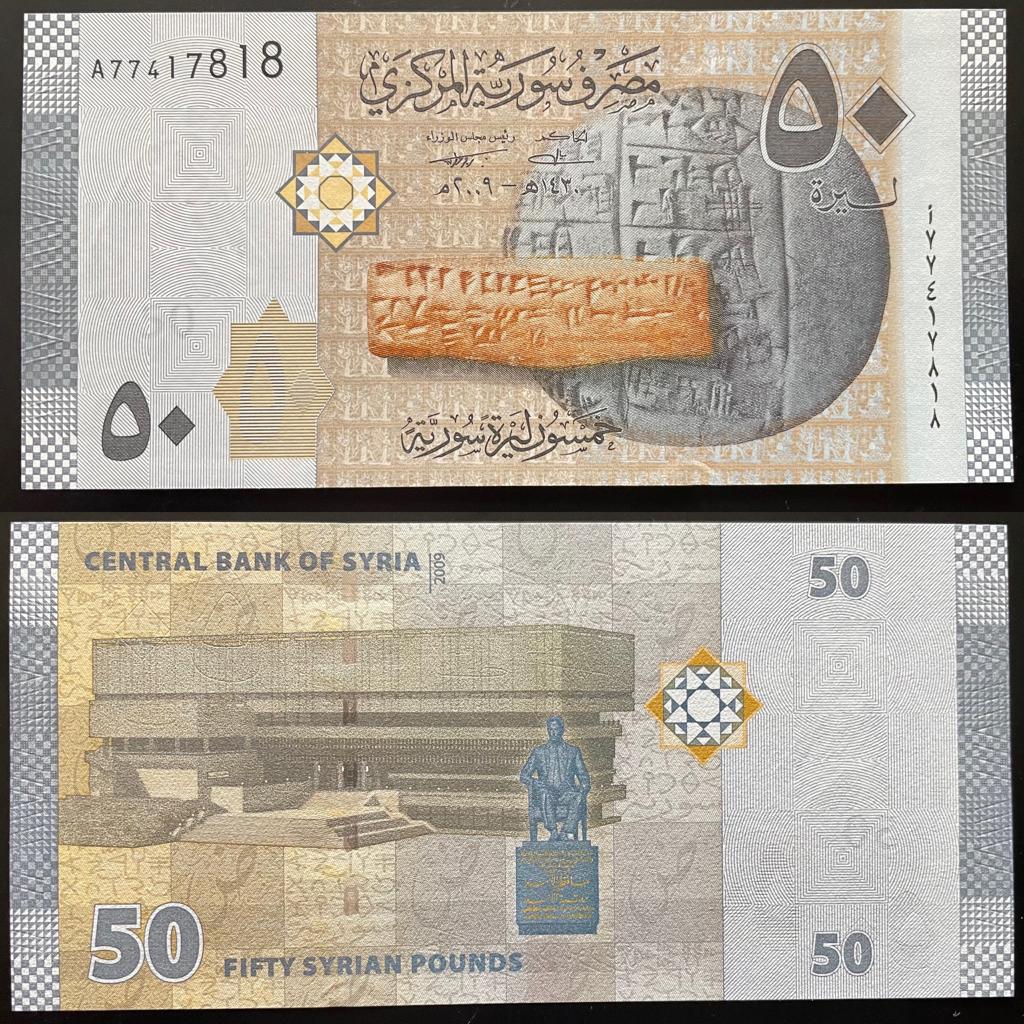 A77417818
مصرف سورية المركزي
الحاكم
رئيس مجلس الوزراء
١٤٣٠هـ – ٢٠٠٩م
٥٠
ليرة
أ٧٧٤١٧٨١٨
٥٠
خمسون ليرة سورية
CENTRAL BANK OF SYRIA
2009
50
50
FIFTY SYRIAN POUNDS
50